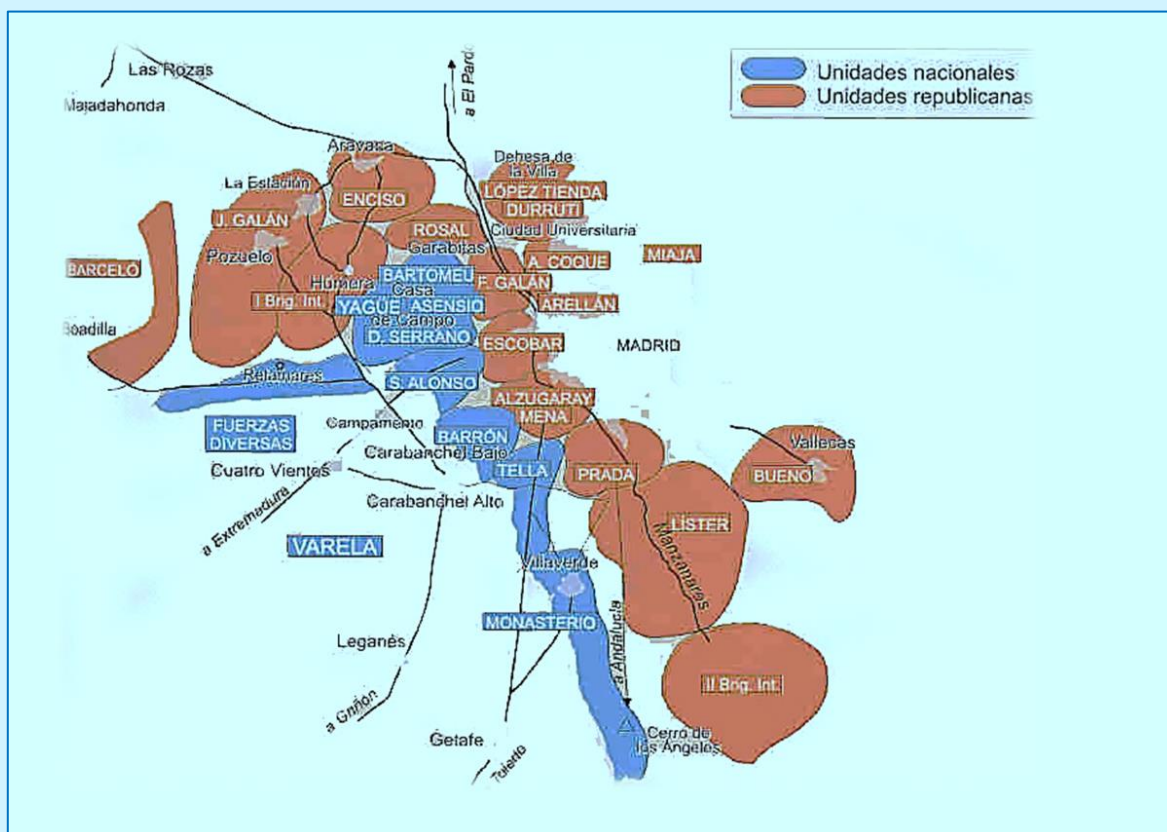 Unidades nacionales
Unidades republicanas
Las Rozas
Majadahonda
a El Pard
Aravaca
Dehesa de
la Villa
La Estación
ENCISO
LÓPEZ TIENDA
DURRUTI
J. GALÁN
ROSAL
Ciudad Universitaria
Garabitas
Pozuelo
A. COQUE
MIAJA
BARCELÓ
Húmera
BARTOMEU
Casa
F. GALÁN
I Brig. Int.
YAGÜE
ASENSIO
ARELLÁN
de Campo
oadilla
D. SERRANO
ESCOBAR
MADRID
Retamares
S. ALONSO
ALZUGARAY
MENA
FUERZAS
DIVERSAS
Campamento
BARRÓN
Carabanchel Bajo
Vallecas
Cuatro Vientos
TELLA
PRADA
BUENO
Carabanchel Alto
a Extremadura
LÍSTER
VARELA
Manzanares
Villaverde
MONASTERIO
Leganés
a Andalucía
II Brig. Int.
a Griñón
Getafe
Cerro de
los Ángeles
Toledo